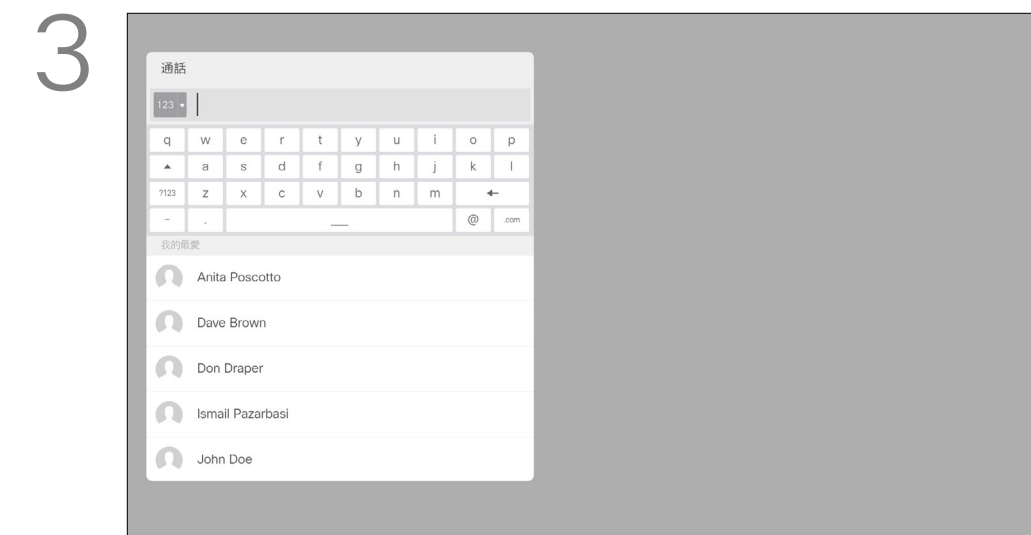 3
通話
123
q w e r t y u i o p
a s d f g h j k l
?123 z x c v b n m
- . @ .com
我的最愛
Anita Poscotto
Dave Brown
Don Draper
Ismail Pazarbasi
John Doe